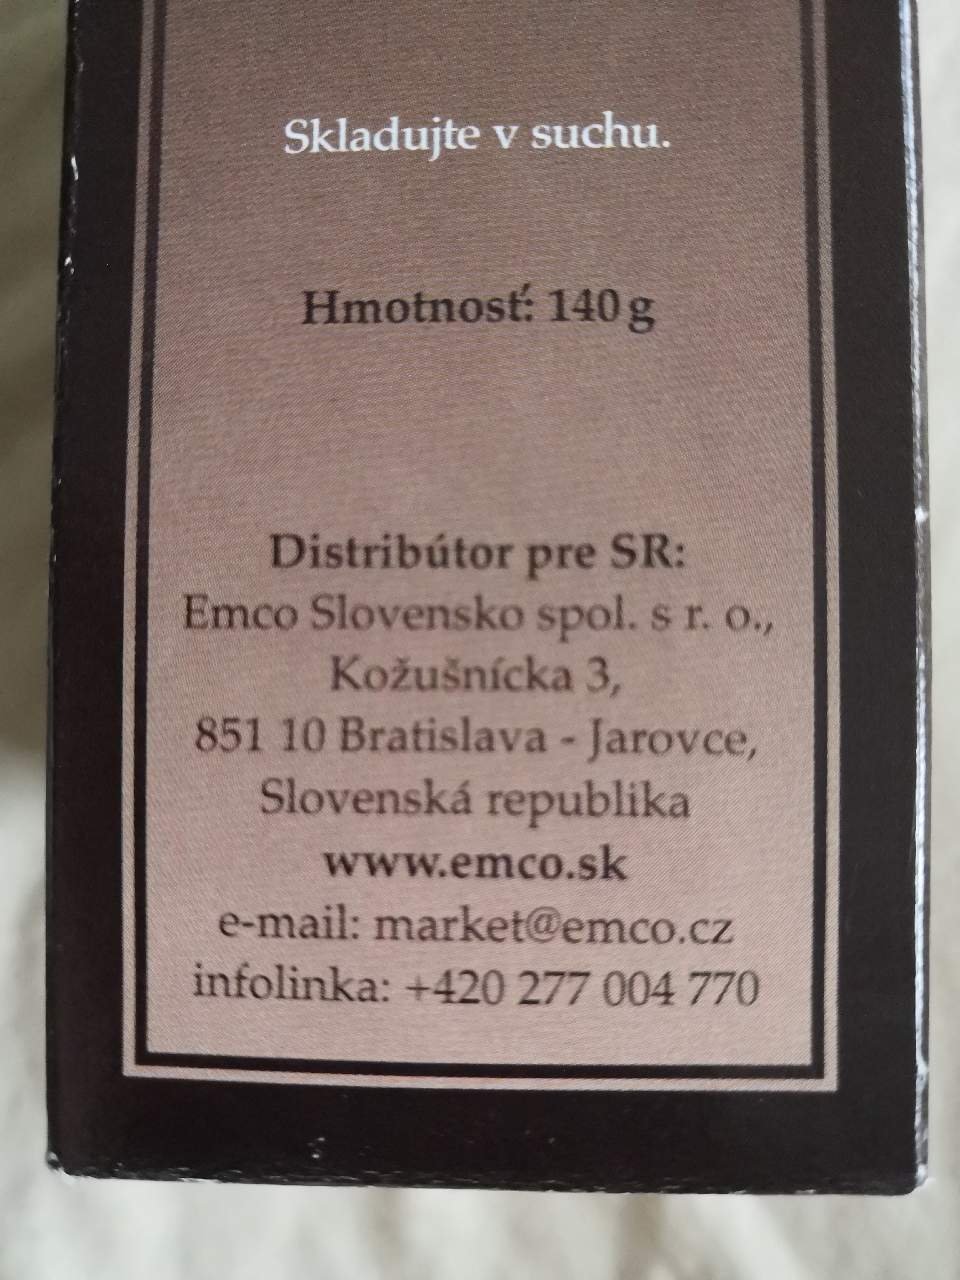 Skladujte v suchu.
Hmotnosť: 140 g
Distribútor pre SR:
Emco Slovensko spol. s r. o.,
Kožušnícka 3,
851 10 Bratislava - Jarovce,
Slovenská republika
www.emco.sk
e-mail: market@emco.cz
infolinka: +420 277 004 770